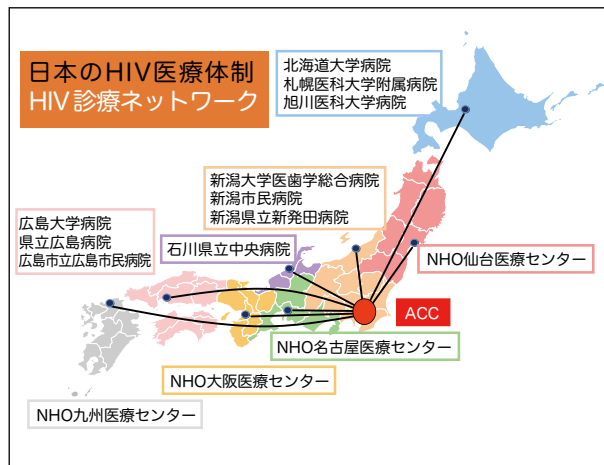 日本のHIV医療体制
HIV診療ネットワーク
北海道大学病院
札幌医科大学附属病院
旭川医科大学病院
新潟大学医歯学総合病院
新潟市民病院
新潟県立新発田病院
広島大学病院
県立広島病院
広島市立広島市民病院
石川県立中央病院
NHO仙台医療センター
ACC
NHO名古屋医療センター
NHO大阪医療センター
NHO九州医療センター